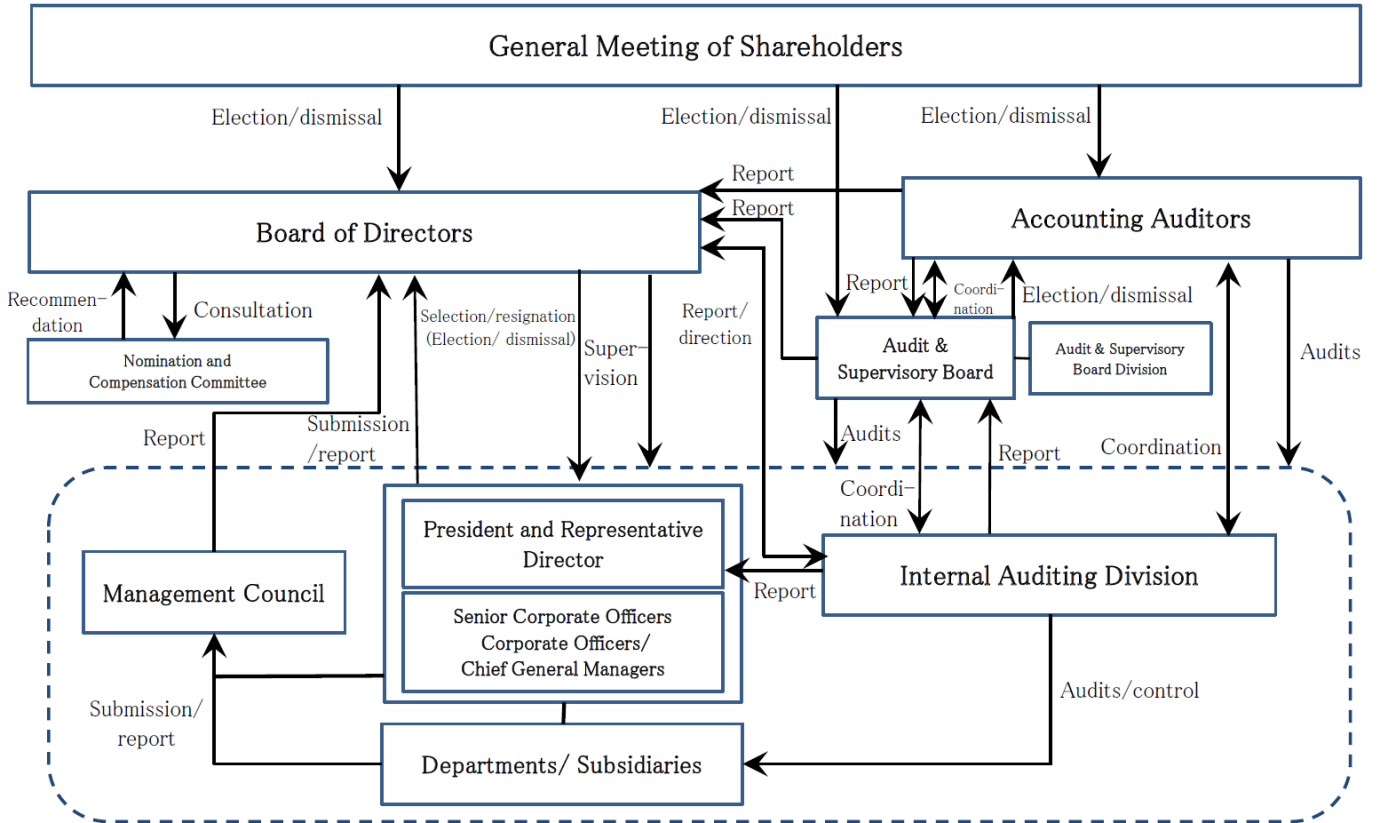 General Meeting of Shareholders
Election/dismissal
Election/dismissal
Election/dismissal
Report
Report
Board of Directors
Accounting Auditors
Recommen-
dation
Consultation
Selection/resignation
(Election/ dismissal)
Super-
vision
Report/
direction
Report
Coordi-
nation
Election/dismissal
Audits
Nomination and
Compensation Committee
Audit &
Supervisory Board
Audit & Supervisory
Board Division
Report
Submission
/report
Audits
Report
Coordination
Coordi-
nation
President and Representative
Director
Management Council
Report
Internal Auditing Division
Senior Corporate Officers
Corporate Officers/
Chief General Managers
Submission/
report
Audits/control
Departments/ Subsidiaries